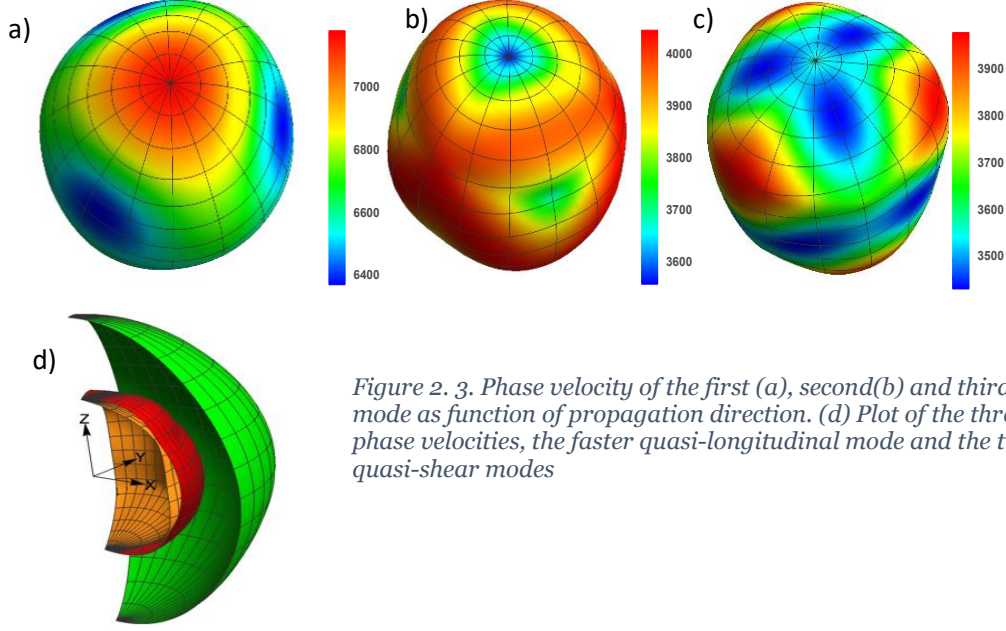 a)
7000
6800
6600
6400
b)
4000
3900
3800
3700
3600
c)
3900
3800
3700
3600
3500
d)
Z
Y
X
Figure 2. 3. Phase velocity of the first (a), second(b) and third
mode as function of propagation direction. (d) Plot of the thr
phase velocities, the faster quasi-longitudinal mode and the t
quasi-shear modes